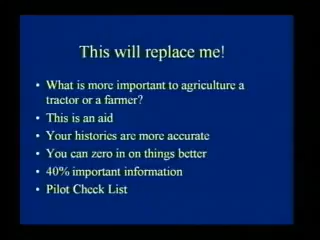 This will replace me!
• What is more important to agriculture a
tractor or a farmer?
• This is an aid
• Your histories are more accurate
• You can zero in on things better
• 40% important information
• Pilot Check List